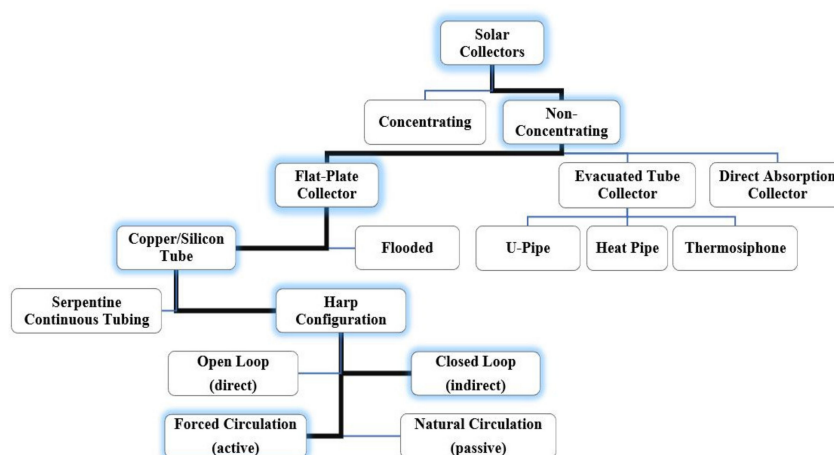 Solar
Collectors
Concentrating
Non-
Concentrating
Flat-Plate
Collector
Evacuated Tube
Collector
Direct Absorption
Collector
Copper/Silicon
Tube
Flooded
U-Pipe
Heat Pipe
Thermosiphone
Serpentine
Continuous Tubing
Harp
Configuration
Open Loop
(direct)
Closed Loop
(indirect)
Forced Circulation
(active)
Natural Circulation
(passive)